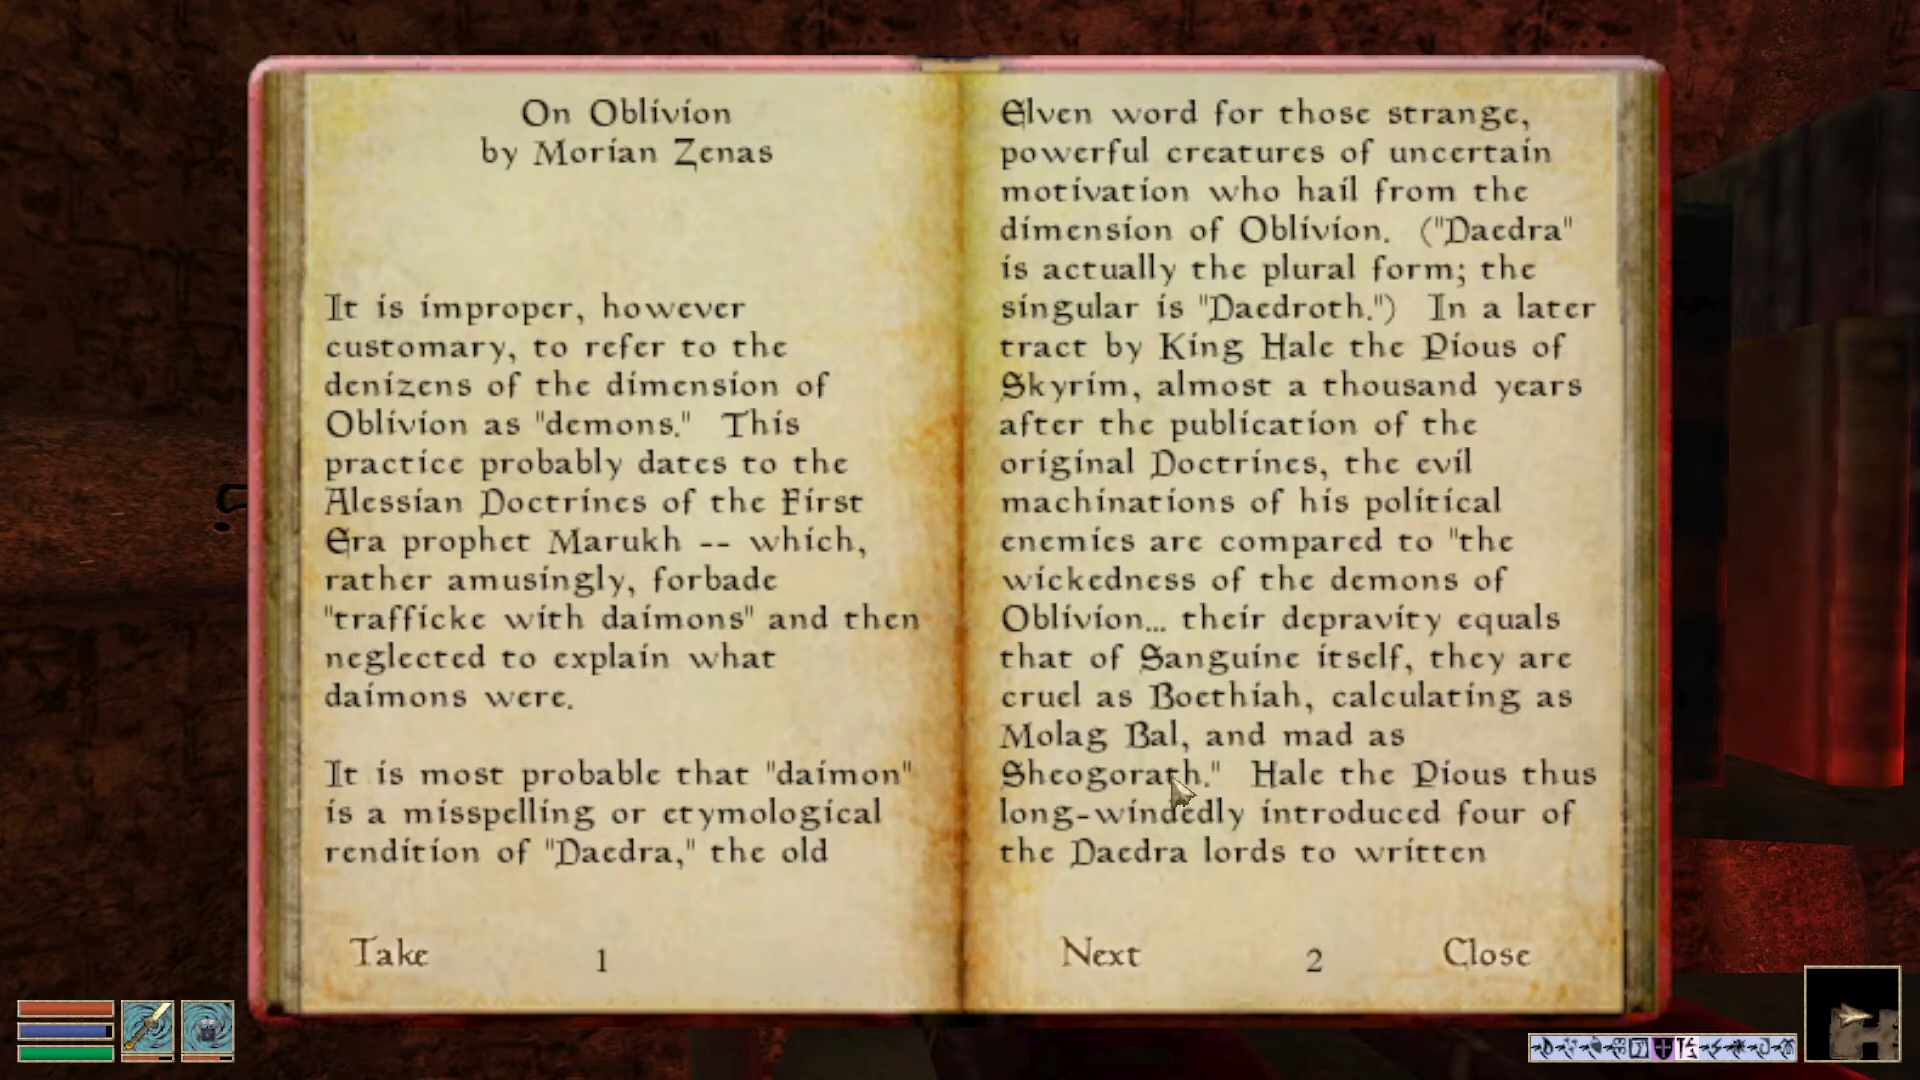 On Oblivion
by Morian Zenas
It is improper, however
customary, to refer to the
denizens of the dimension of
Oblivion as "demons."  This
practice probably dates to the
Alessian Doctrines of the First
Era prophet Marukh -- which,
rather amusingly, forbade
"trafficke with daimons" and then
neglected to explain what
daimons were.
It is most probable that "daimon"
is a misspelling or etymological
rendition of "Daedra," the old
Elven word for those strange,
powerful creatures of uncertain
motivation who hail from the
dimension of Oblivion.  ("Daedra"
is actually the plural form; the
singular is "Daedroth.")  In a later
tract by King Hale the Pious of
Skyrim, almost a thousand years
after the publication of the
original Doctrines, the evil
machinations of his political
enemies are compared to "the
wickedness of the demons of
Oblivion... their depravity equals
that of Sanguine itself, they are
cruel as Boethiah, calculating as
Molag Bal, and mad as
Sheogorath."  Hale the Pious thus
long-windedly introduced four of
the Daedra lords to written
Take 1 Next 2 Close